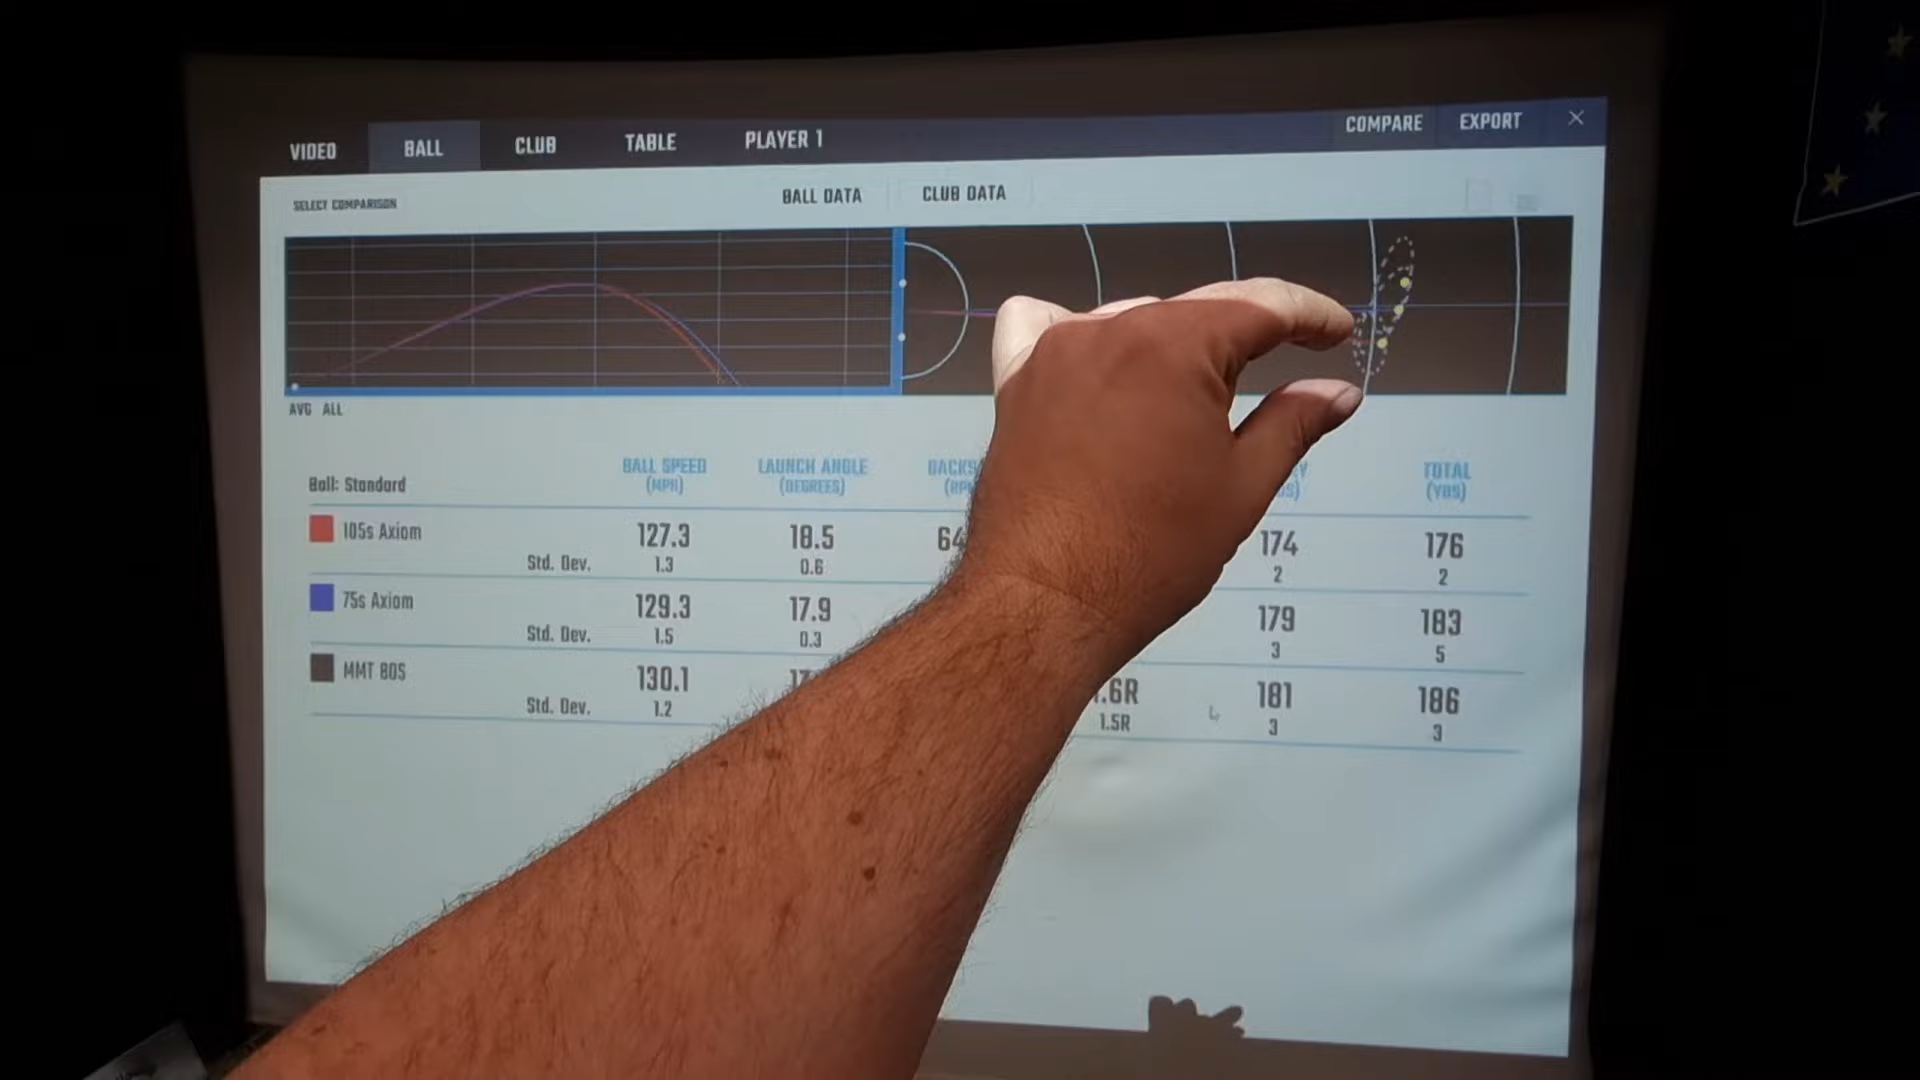 VIDEO BALL CLUB TABLE PLAYER 1 COMPARE EXPORT
SELECT COMPARISON BALL DATA CLUB DATA
AVG ALL
BALL SPEED LAUNCH ANGLE TOTAL
Ball: Standard (MPH) (DEGREES) (YDS)
105s Axiom 127.3 18.5 64 174 176
Std. Dev. 1.3 0.6 2 2
75s Axiom 129.3 17.9 179 183
Std. Dev. 1.5 0.3 3 5
MMT 80S 130.1 .6R 181 186
Std. Dev. 1.2 1.5R 3 3